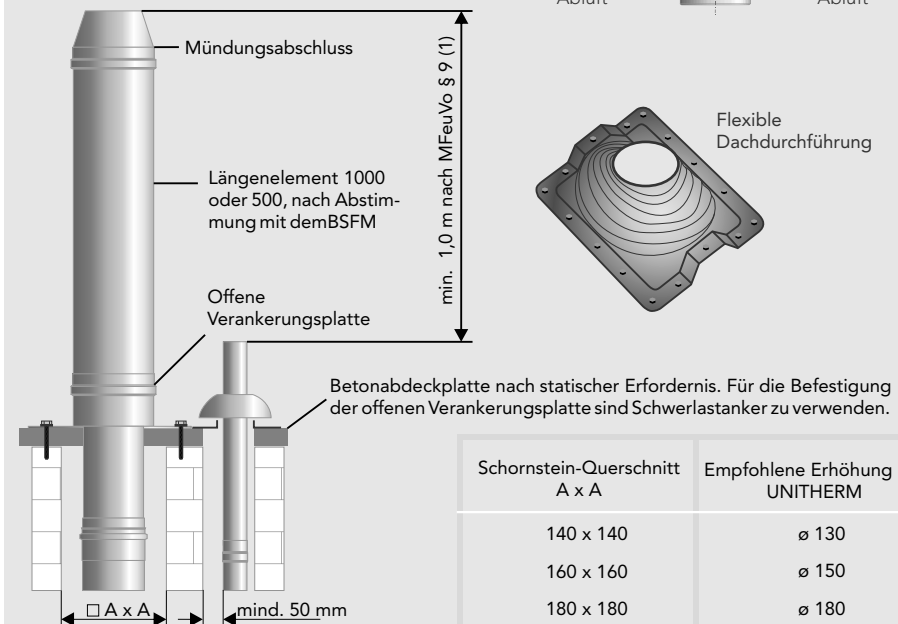 Abluft
Abluft
Mündungsabschluss
min. 1,0 m nach MFeuVo § 9 (1)
Flexible
Dachdurchführung
Längenelement 1000
oder 500, nach Abstim-
mung mit demBSFM
Offene
Verankerungsplatte
Betonabdeckplatte nach statischer Erfordernis. Für die Befestigung
der offenen Verankerungsplatte sind Schwerlastanker zu verwenden.
Schornstein-Querschnitt
A x A
Empfohlene Erhöhung
UNITHERM
140 x 140
ø 130
160 x 160
ø 150
180 x 180
ø 180
□ A x A
mind. 50 mm